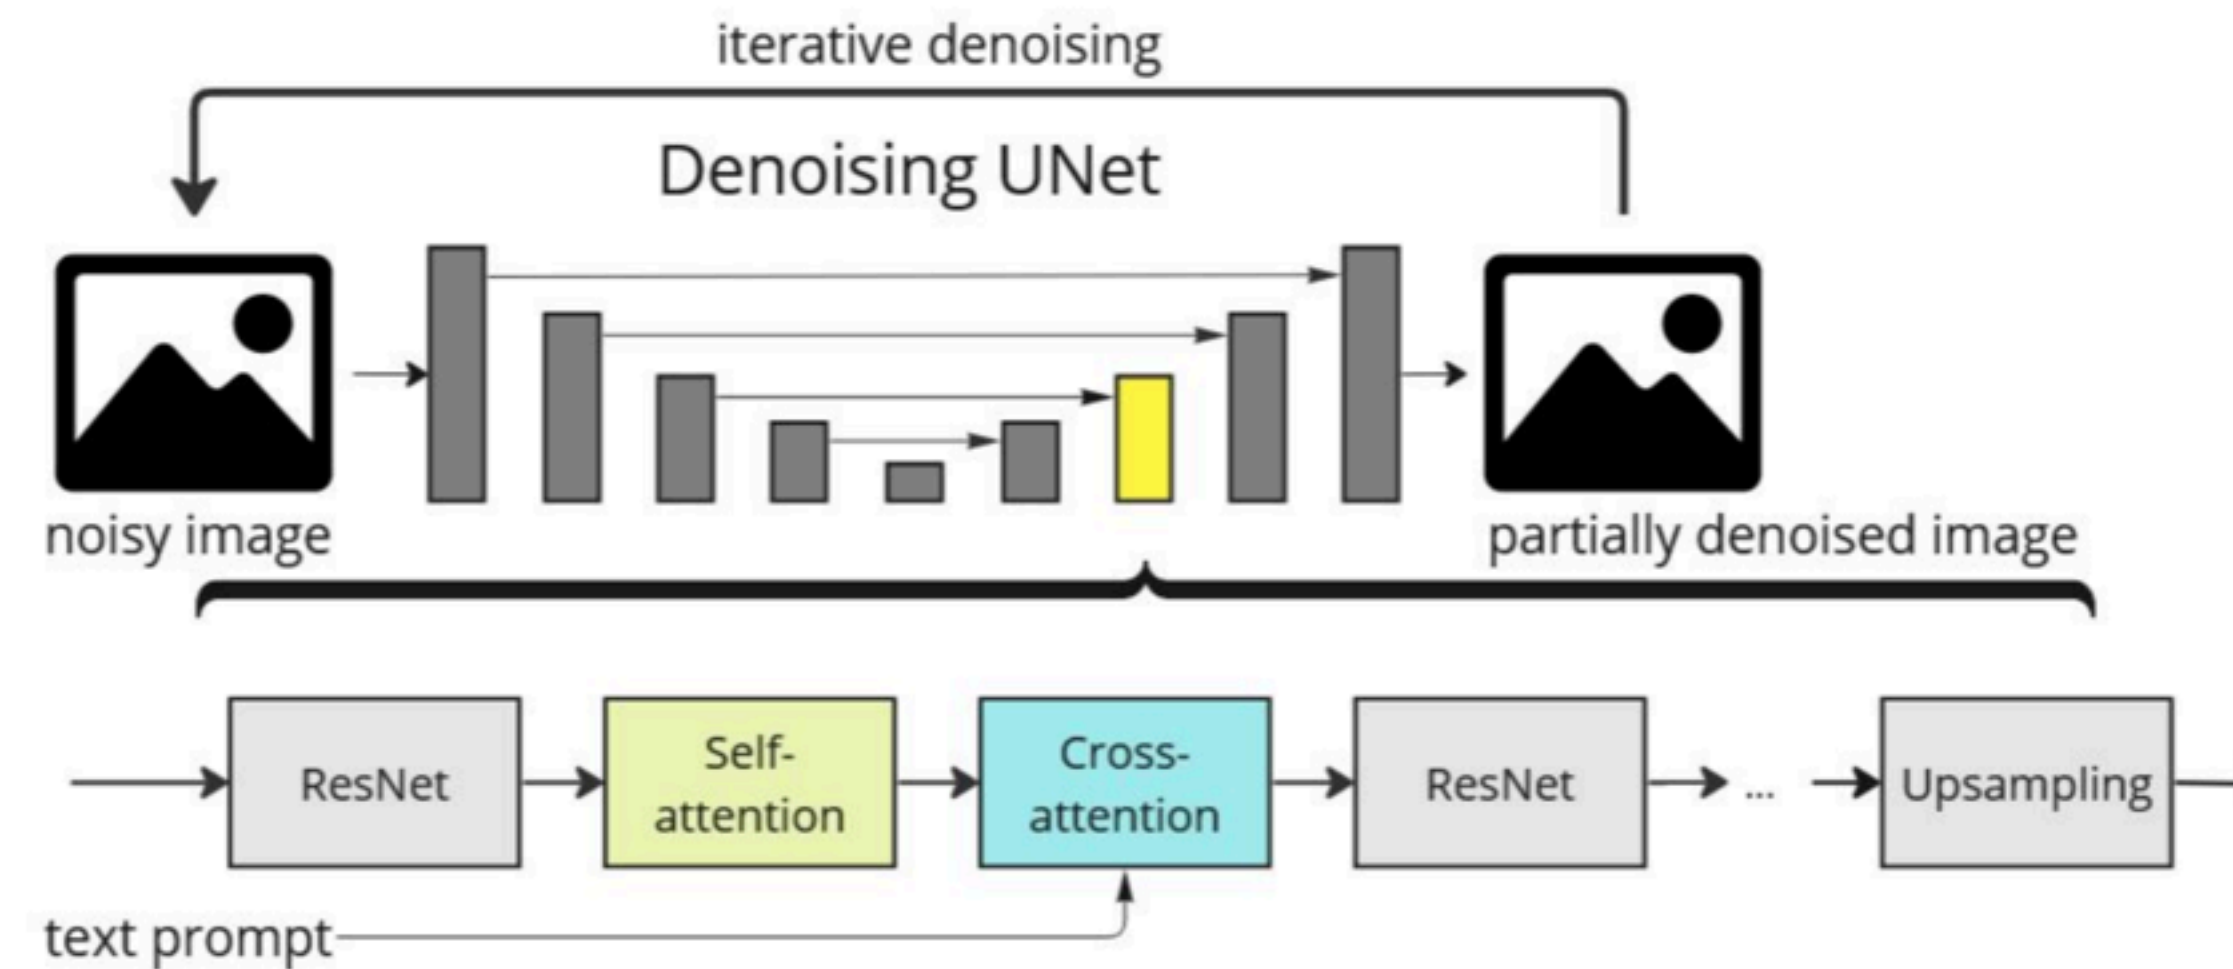 iterative denoising
Denoising UNet
noisy image
partially denoised image
ResNet
Self-
attention
Cross-
attention
ResNet
...
Upsampling
text prompt